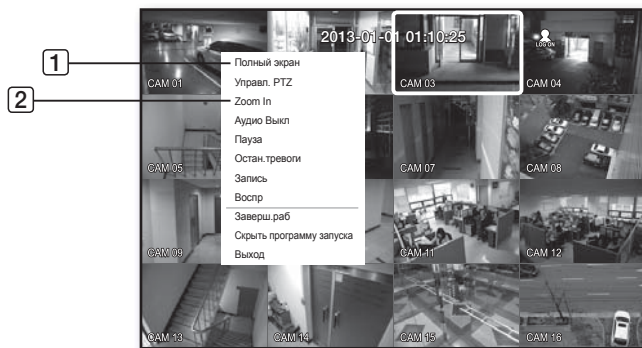 2013-01-01 01:10:25
LOG ON
1
2
Полный экран
Управл. PTZ
Zoom In
Аудио Выкл
Пауза
Остан.тревоги
Запись
Воспр
Заверш.раб
Скрыть программу запуска
Выход
CAM 01
CAM 03
CAM 04
CAM 05
CAM 07
CAM 08
CAM 09
CAM 11
CAM 12
CAM 13
CAM 14
CAM 15
CAM 16